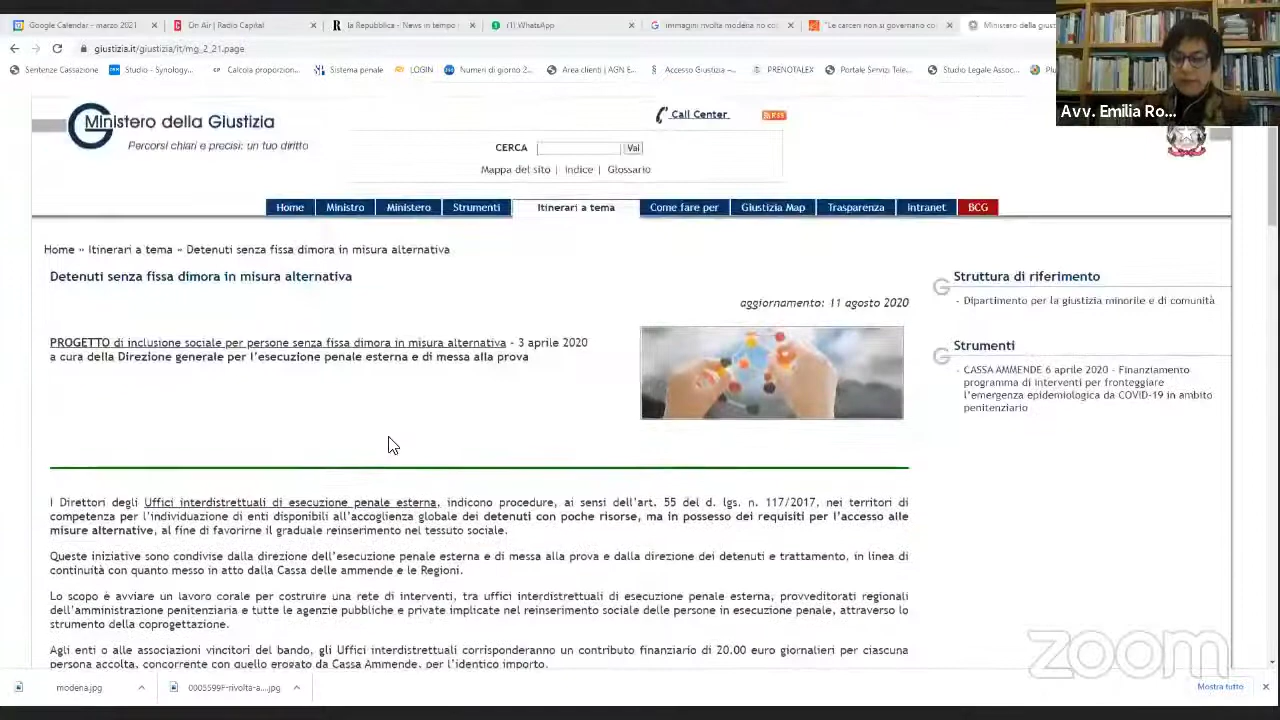 Google Calendar - marzo 2021
On Air | Radio Capital
la Repubblica - News in tempo
(1) WhatsApp
immagini rivolta modena no co
"Le carceri non si governano co
Ministero della giust
giustizia.it/giustizia/it/mg_2_21.page
Sentenze Cassazione
Studio - Synology...
Calcola proporzion...
Sistema penale
LOGIN
Numeri di giorno 2...
Area clienti | AGN E...
Accesso Giustizia –...
PRENOTALEX
Portale Servizi Tele...
Studio Legale Assoc...
Avv. Emilia Ro...
Ministero della Giustizia
Percorsi chiari e precisi: un tuo diritto
Call Center
RSS
CERCA
Vai
Mappa del sito | Indice | Glossario
Home Ministro Ministero Strumenti Itinerari a tema Come fare per Giustizia Map Trasparenza Intranet BCG
Home » Itinerari a tema » Detenuti senza fissa dimora in misura alternativa
Detenuti senza fissa dimora in misura alternativa
aggiornamento: 11 agosto 2020
PROGETTO di inclusione sociale per persone senza fissa dimora in misura alternativa - 3 aprile 2020
a cura della Direzione generale per l'esecuzione penale esterna e di messa alla prova
Struttura di riferimento
- Dipartimento per la giustizia minorile e di comunità
Strumenti
- CASSA AMMENDE 6 aprile 2020 - Finanziamento
programma di interventi per fronteggiare
l'emergenza epidemiologica da COVID-19 in ambito
penitenziario
I Direttori degli Uffici interdistrettuali di esecuzione penale esterna, indicono procedure, ai sensi dell'art. 55 del d. lgs. n. 117/2017, nei territori di
competenza per l'individuazione di enti disponibili all'accoglienza globale dei detenuti con poche risorse, ma in possesso dei requisiti per l'accesso alle
misure alternative, al fine di favorirne il graduale reinserimento nel tessuto sociale.
Queste iniziative sono condivise dalla direzione dell'esecuzione penale esterna e di messa alla prova e dalla direzione dei detenuti e trattamento, in linea di
continuità con quanto messo in atto dalla Cassa delle ammende e le Regioni.
Lo scopo è avviare un lavoro corale per costruire una rete di interventi, tra uffici interdistrettuali di esecuzione penale esterna, provveditorati regionali
dell'amministrazione penitenziaria e tutte le agenzie pubbliche e private implicate nel reinserimento sociale delle persone in esecuzione penale, attraverso lo
strumento della coprogettazione.
Agli enti o alle associazioni vincitori del bando, gli Uffici interdistrettuali corrisponderanno un contributo finanziario di 20.00 euro giornalieri per ciascuna
persona accolta, concorrente con quello erogato da Cassa Ammende, per l'identico importo.
zoom
modena.jpg
0005599F-rivolta-a....jpg
Mostra tutto